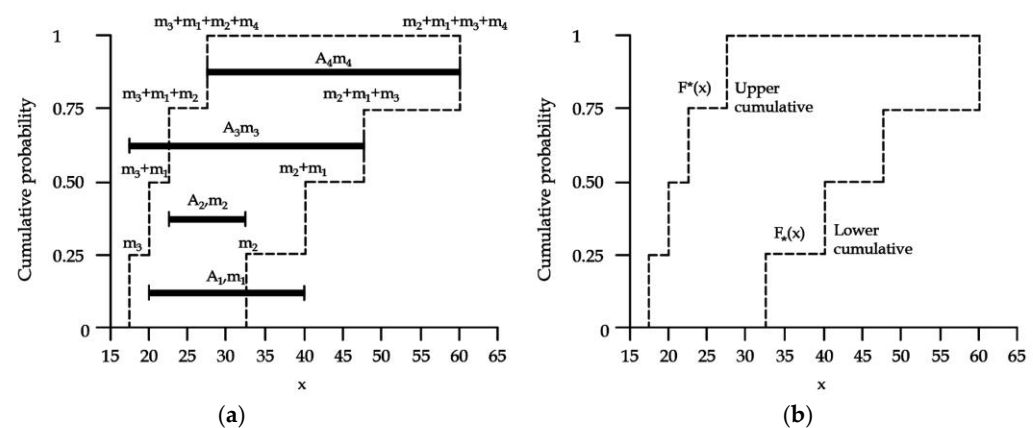 m₃+m₁+m₂+m₄
m₂+m₁+m₃+m₄
1
A₄m₄
m₃+m₁+m₂
m₂+m₁+m₃
0.75
A₃m₃
m₃+m₁
m₂+m₁
0.50
A₂,m₂
m₃
m₂
0.25
A₁,m₁
0
Cumulative probability
15 20 25 30 35 40 45 50 55 60 65
x
(a)
1
F*(x)
Upper
cumulative
0.75
0.50
F⁎(x)
Lower
cumulative
0.25
0
Cumulative probability
15 20 25 30 35 40 45 50 55 60 65
x
(b)